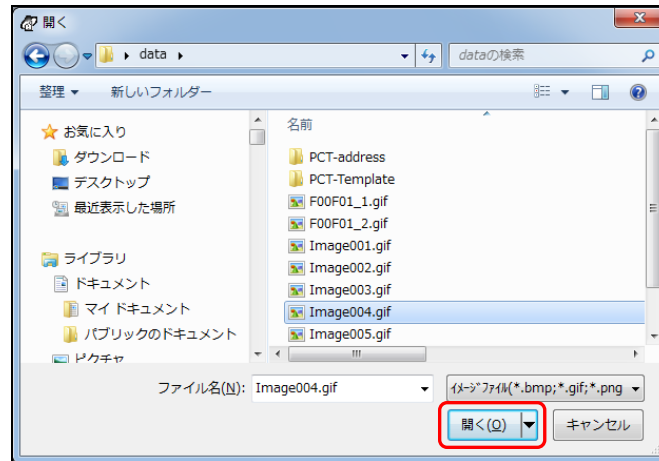 開く
data
dataの検索
整理
新しいフォルダー
お気に入り
ダウンロード
デスクトップ
最近表示した場所
ライブラリ
ドキュメント
マイ ドキュメント
パブリックのドキュメント
ピクチャ
名前
PCT-address
PCT-Template
F00F01_1.gif
F00F01_2.gif
Image001.gif
Image002.gif
Image003.gif
Image004.gif
Image005.gif
ファイル名(N):
Image004.gif
ｲﾒｰｼﾞﾌｧｲﾙ(*.bmp;*.gif;*.png
開く(O)
キャンセル